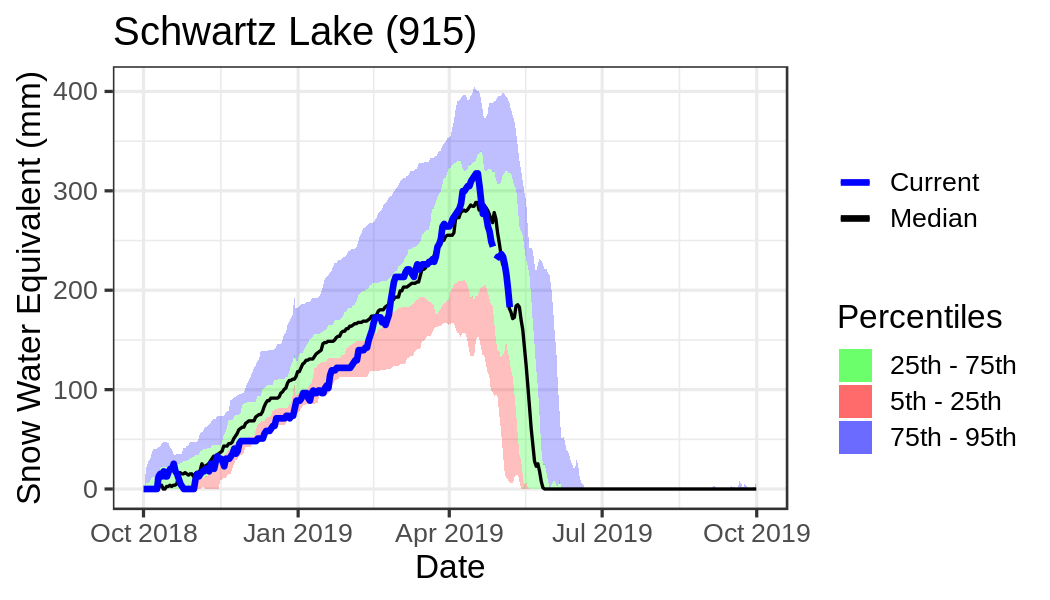 Schwartz Lake (915)
Snow Water Equivalent (mm)
400
300
200
100
0
Oct 2018
Jan 2019
Apr 2019
Jul 2019
Oct 2019
Date
Current
Median
Percentiles
25th - 75th
5th - 25th
75th - 95th